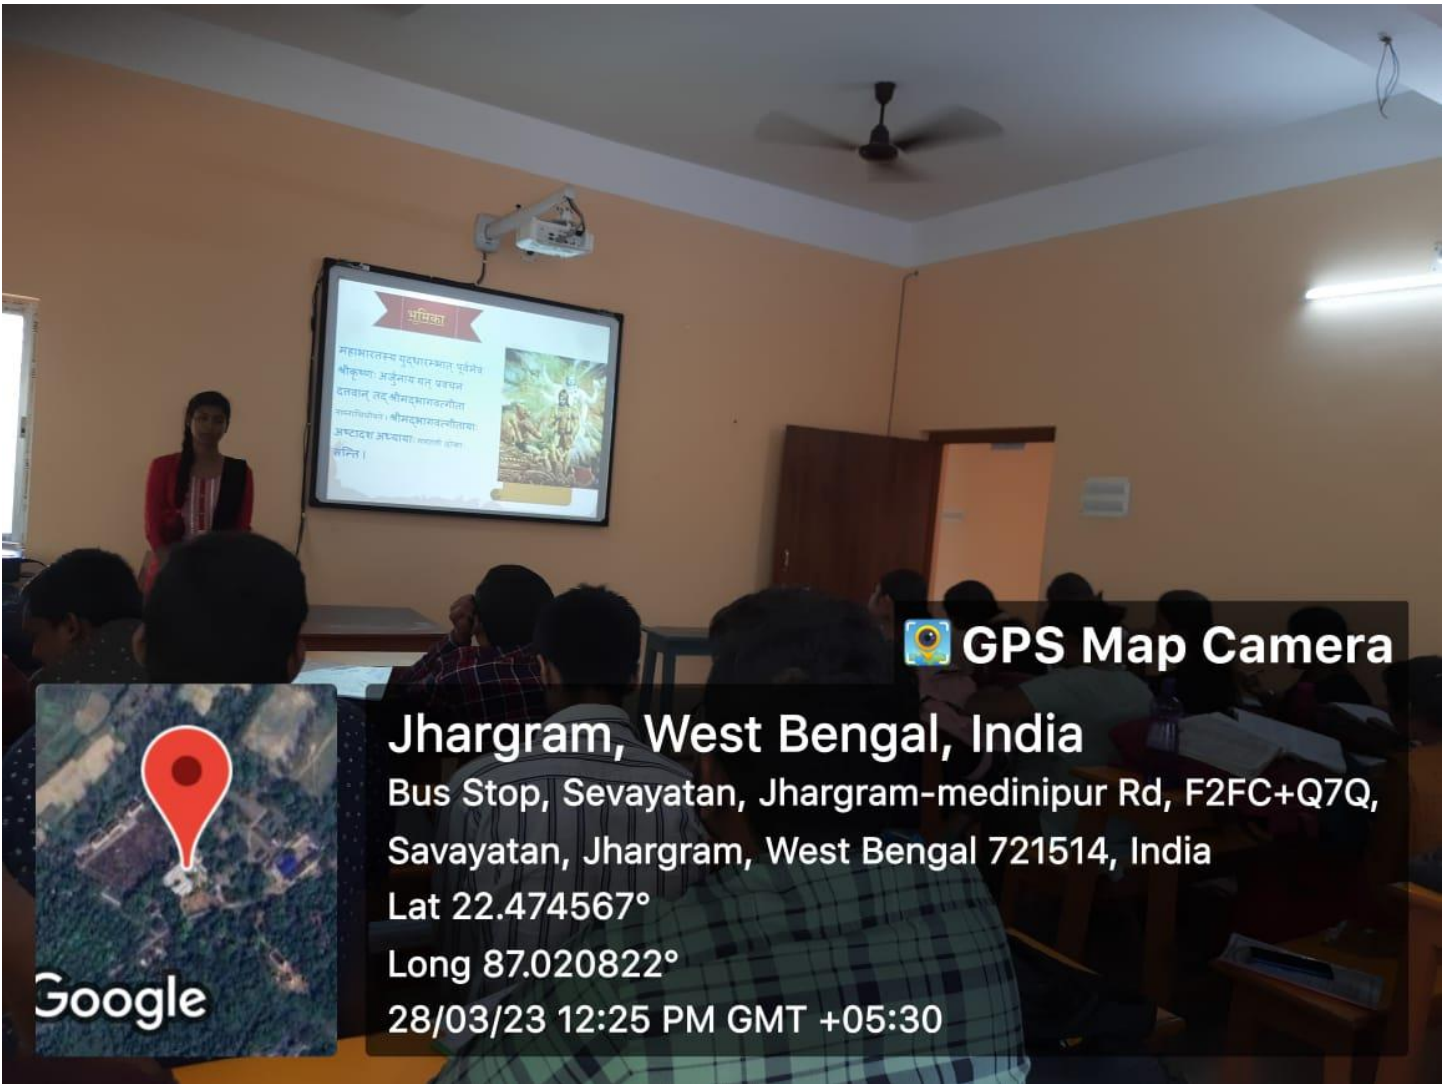 भूमिका
महाभारतस्य युद्धारम्भात् पूर्वमेव
श्रीकृष्णः अर्जुनाय यत् प्रवचन
दत्तवान् तद् श्रीमद्भागवत्गीता
श्रीमद्भागवत्गीतायाः
अष्टादश अध्यायाः
सन्ति ।
GPS Map Camera
Jhargram, West Bengal, India
Bus Stop, Sevayatan, Jhargram-medinipur Rd, F2FC+Q7Q,
Savayatan, Jhargram, West Bengal 721514, India
Lat 22.474567°
Long 87.020822°
28/03/23 12:25 PM GMT +05:30
Google